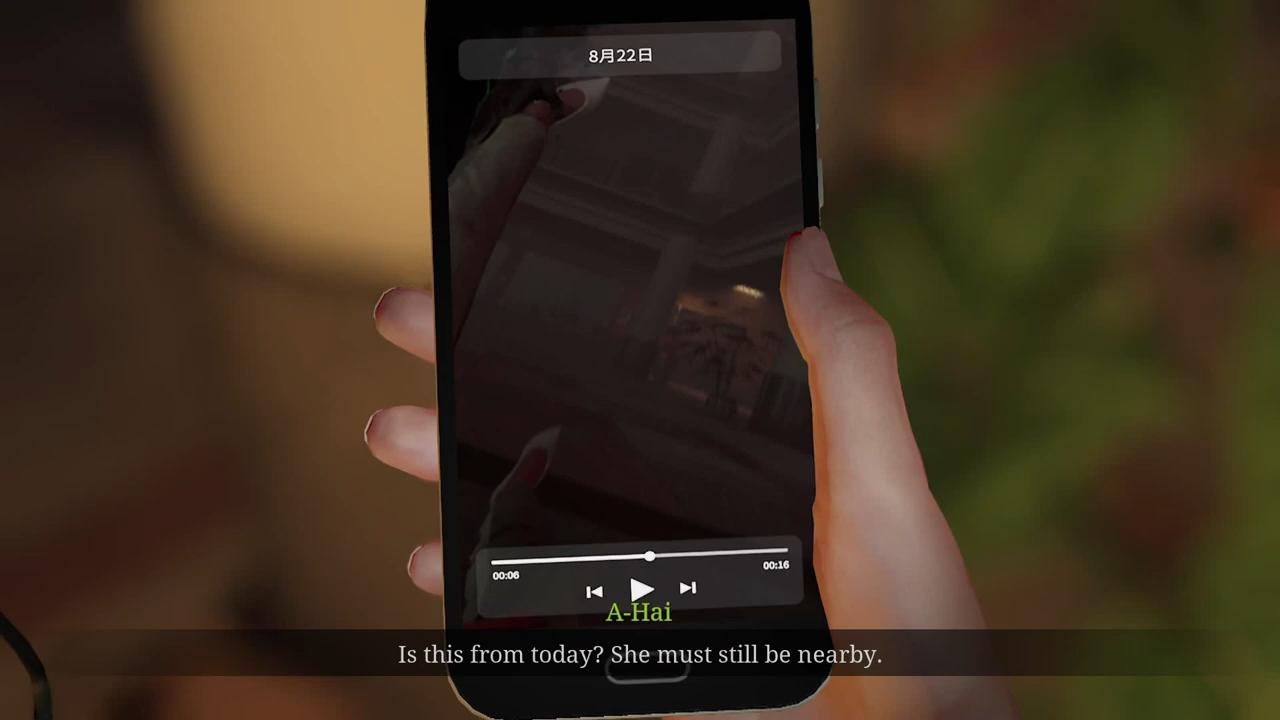 8月22日
00:06
00:16
A-Hai
Is this from today? She must still be nearby.